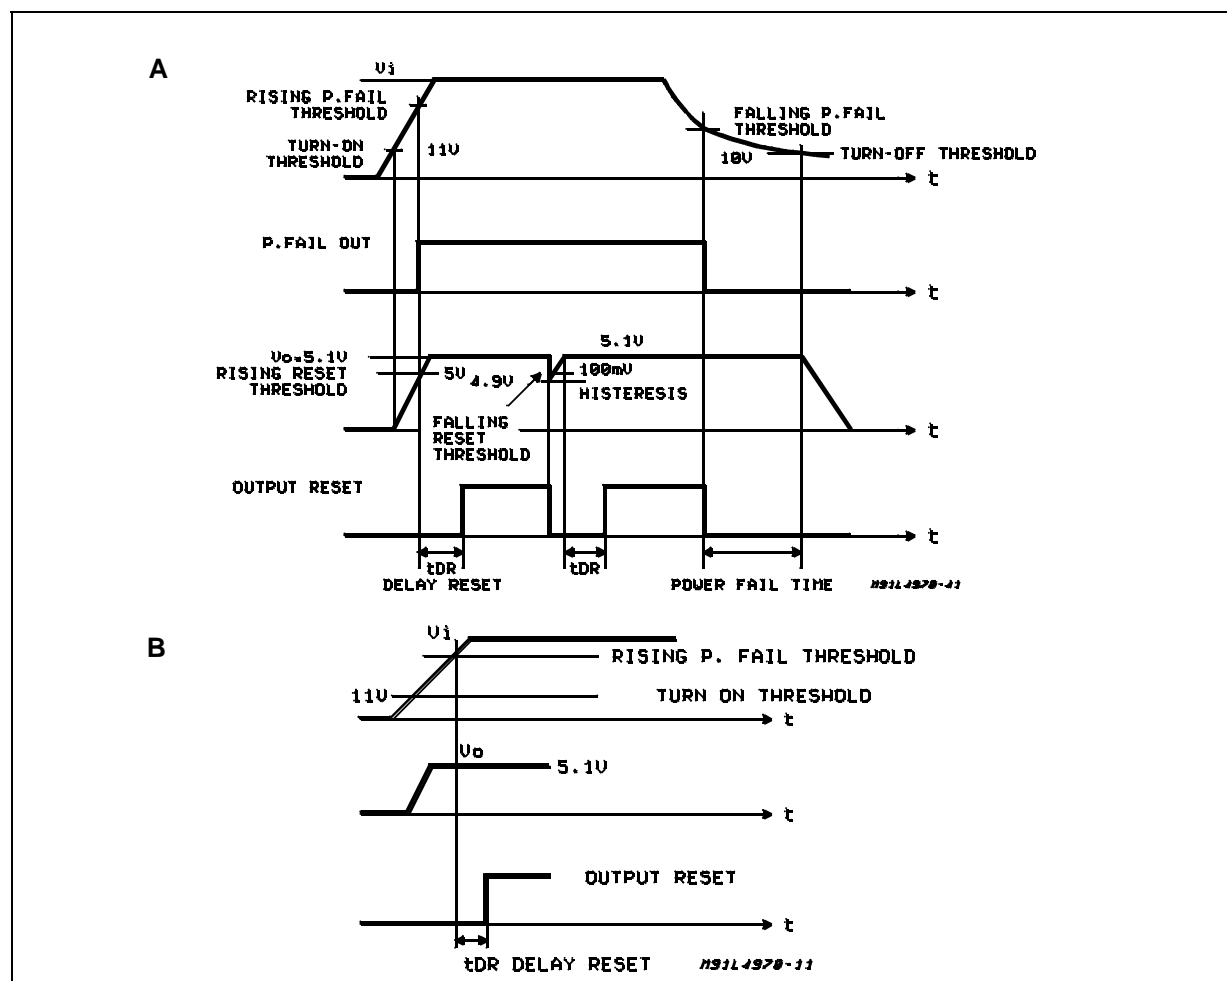 A
Vi
RISING P.FAIL
THRESHOLD
FALLING P.FAIL
THRESHOLD
TURN-ON
THRESHOLD
11V
10V
TURN-OFF THRESHOLD
t
P.FAIL OUT
t
5.1V
Vo=5.1V
RISING RESET
THRESHOLD
5V
4.9V
100mV
HISTERESIS
FALLING
RESET
THRESHOLD
t
OUTPUT RESET
t
tDR
tDR
DELAY RESET
POWER FAIL TIME
M91L4970-11
B
Vi
RISING P. FAIL THRESHOLD
11V
TURN ON THRESHOLD
t
Vo
5.1V
t
OUTPUT RESET
t
tDR DELAY RESET
M91L4970-11